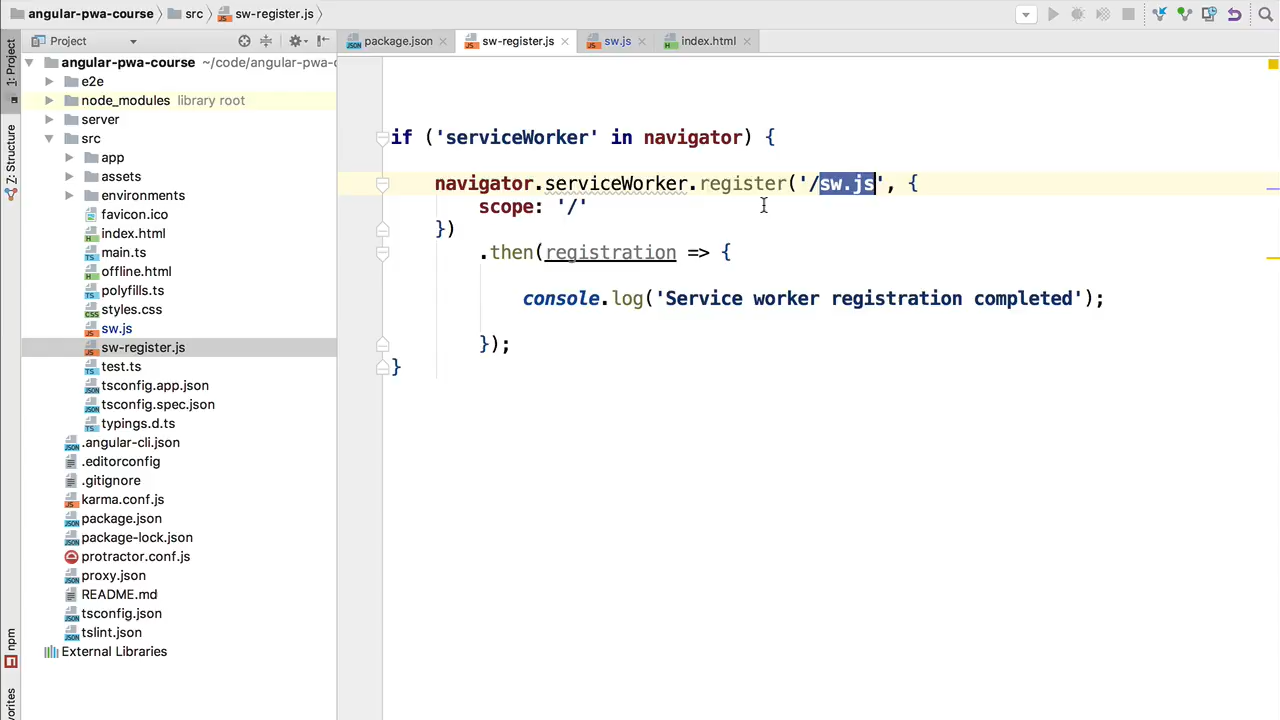 angular-pwa-course src sw-register.js
1: Project
Z: Structure
npm
Project
package.json sw-register.js sw.js index.html
angular-pwa-course ~/code/angular-pwa-
e2e
node_modules library root
server
src
app
assets
environments
favicon.ico
index.html
main.ts
offline.html
polyfills.ts
styles.css
sw.js
sw-register.js
test.ts
tsconfig.app.json
tsconfig.spec.json
typings.d.ts
.angular-cli.json
.editorconfig
.gitignore
karma.conf.js
package.json
package-lock.json
protractor.conf.js
proxy.json
README.md
tsconfig.json
tslint.json
External Libraries
if ('serviceWorker' in navigator) {
navigator.serviceWorker.register('/sw.js', {
scope: '/'
})
.then(registration => {
console.log('Service worker registration completed');
});
}